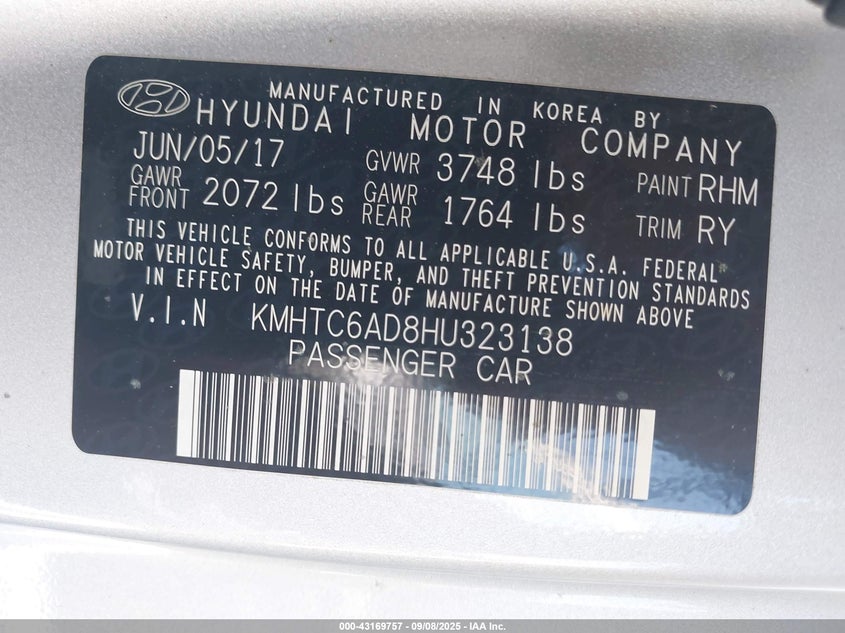 MANUFACTURED IN KOREA BY
HYUNDAI MOTOR COMPANY
JUN/05/17 GVWR 3748 lbs PAINT RHM
GAWR FRONT 2072 lbs GAWR REAR 1764 lbs TRIM RY
THIS VEHICLE CONFORMS TO ALL APPLICABLE U.S.A. FEDERAL
MOTOR VEHICLE SAFETY, BUMPER, AND THEFT PREVENTION STANDARDS
IN EFFECT ON THE DATE OF MANUFACTURE SHOWN ABOVE
V.I.N KMHTC6AD8HU323138
PASSENGER CAR
000-43169757 - 09/08/2025 - IAA Inc.